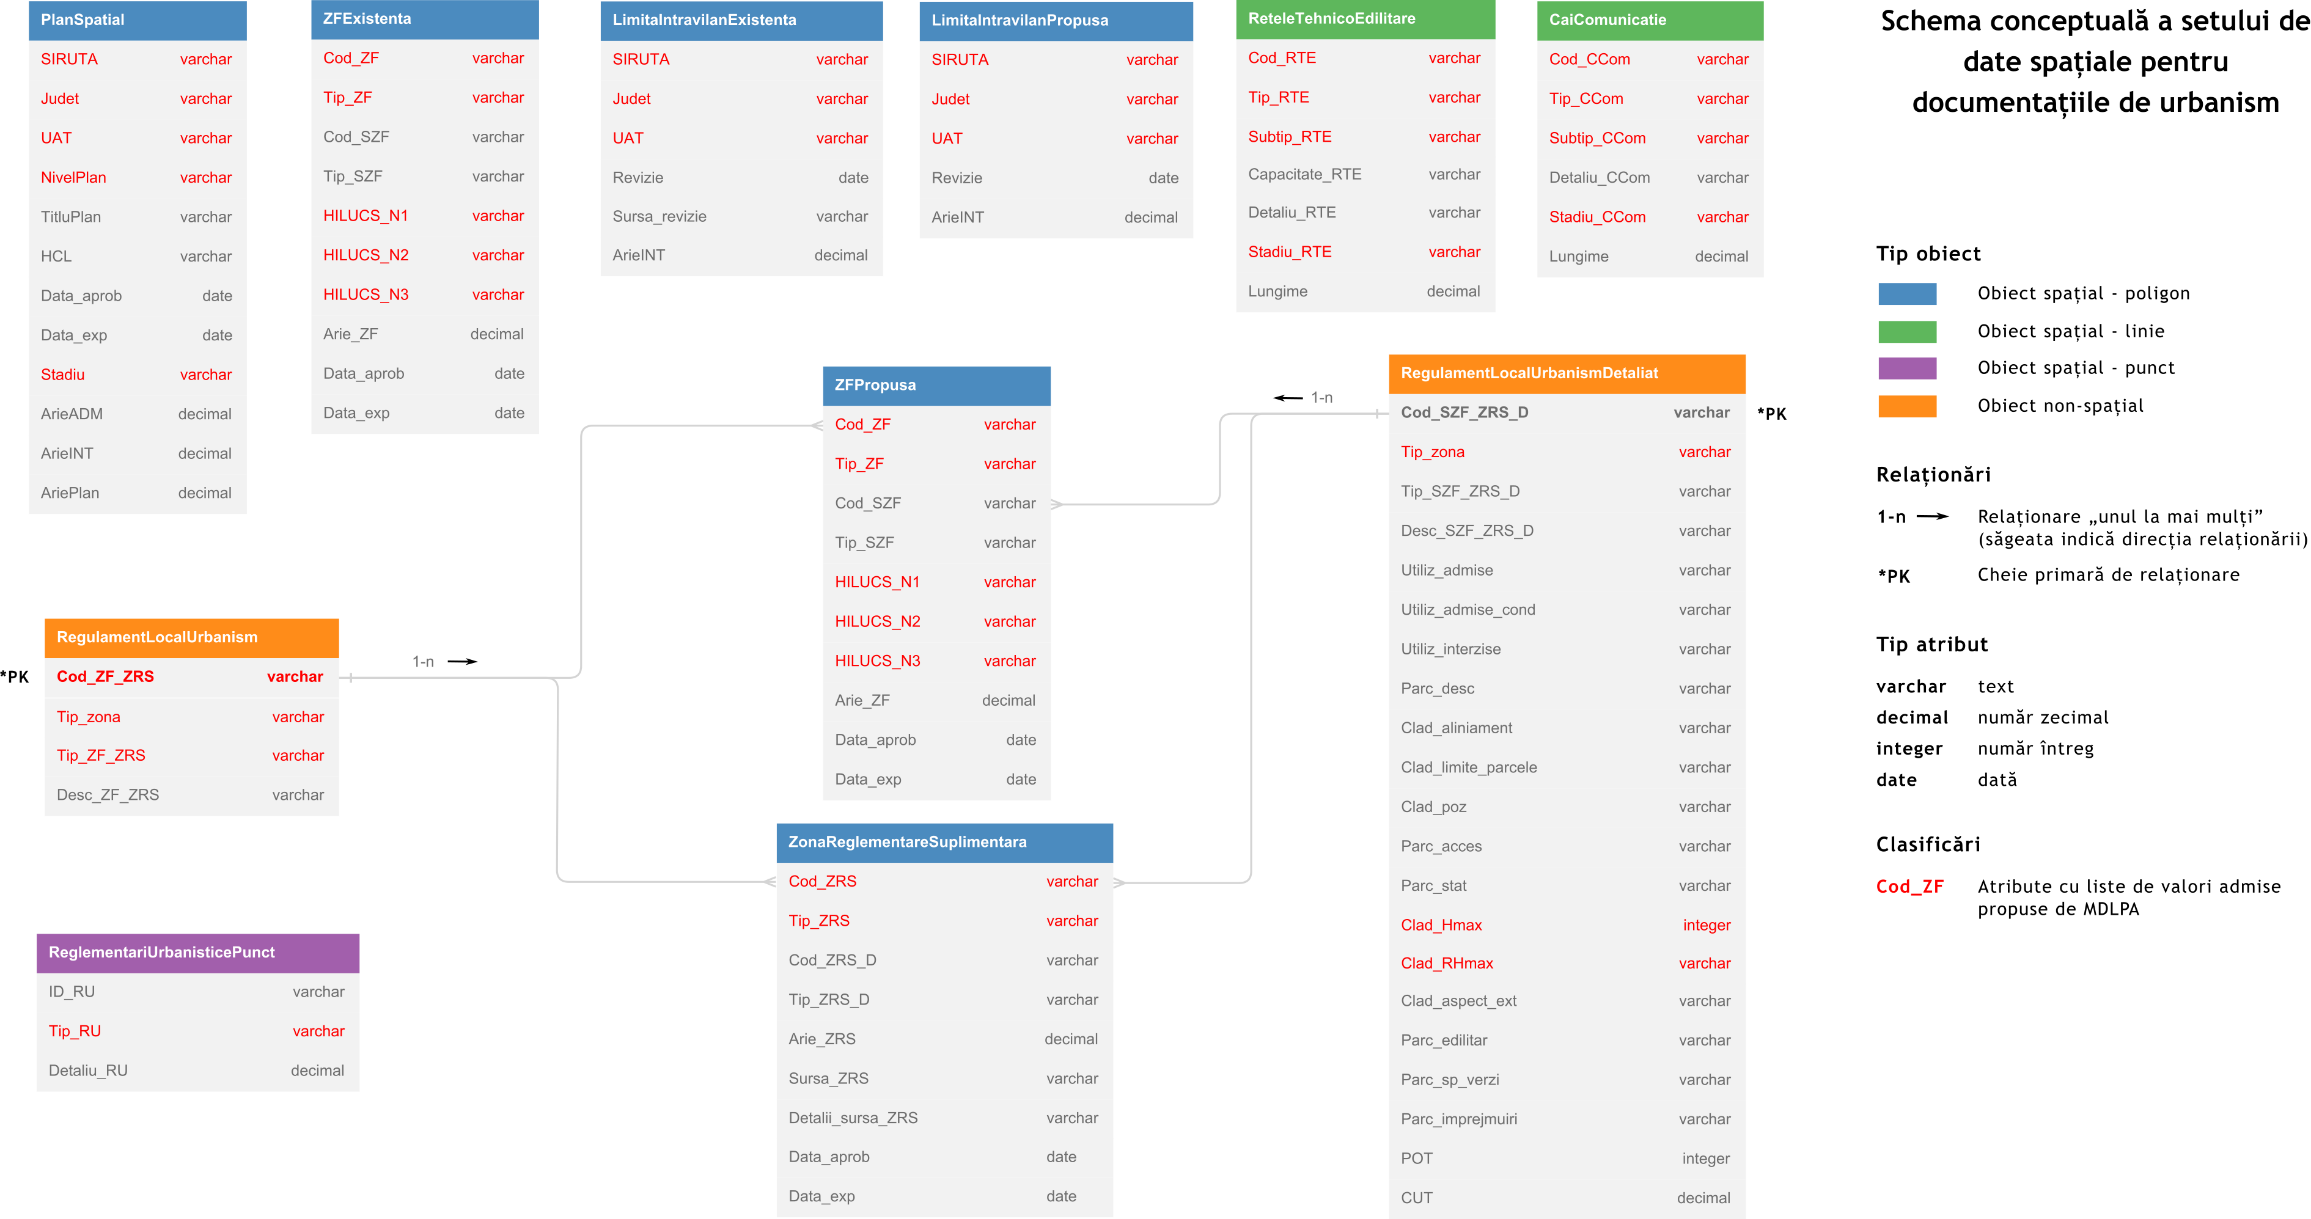 Schema conceptuală a setului de
date spațiale pentru
documentațiile de urbanism
PlanSpatial
SIRUTA varchar
Judet varchar
UAT varchar
NivelPlan varchar
TitluPlan varchar
HCL varchar
Data_aprob date
Data_exp date
Stadiu varchar
ArieADM decimal
ArieINT decimal
AriePlan decimal
ZFExistenta
Cod_ZF varchar
Tip_ZF varchar
Cod_SZF varchar
Tip_SZF varchar
HILUCS_N1 varchar
HILUCS_N2 varchar
HILUCS_N3 varchar
Arie_ZF decimal
Data_aprob date
Data_exp date
LimitaIntravilanExistenta
SIRUTA varchar
Judet varchar
UAT varchar
Revizie date
Sursa_revizie varchar
ArieINT decimal
LimitaIntravilanPropusa
SIRUTA varchar
Judet varchar
UAT varchar
Revizie date
ArieINT decimal
ReteleTehnicoEdilitare
Cod_RTE varchar
Tip_RTE varchar
Subtip_RTE varchar
Capacitate_RTE varchar
Detaliu_RTE varchar
Stadiu_RTE varchar
Lungime decimal
CaiComunicatie
Cod_CCom varchar
Tip_CCom varchar
Subtip_CCom varchar
Detaliu_CCom varchar
Stadiu_CCom varchar
Lungime decimal
RegulamentLocalUrbanism
*PK Cod_ZF_ZRS varchar
Tip_zona varchar
Tip_ZF_ZRS varchar
Desc_ZF_ZRS varchar
1-n
ReglementariUrbanisticePunct
ID_RU varchar
Tip_RU varchar
Detaliu_RU decimal
ZFPropusa
Cod_ZF varchar
Tip_ZF varchar
Cod_SZF varchar
Tip_SZF varchar
HILUCS_N1 varchar
HILUCS_N2 varchar
HILUCS_N3 varchar
Arie_ZF decimal
Data_aprob date
Data_exp date
ZonaReglementareSuplimentara
Cod_ZRS varchar
Tip_ZRS varchar
Cod_ZRS_D varchar
Tip_ZRS_D varchar
Arie_ZRS decimal
Sursa_ZRS varchar
Detalii_sursa_ZRS varchar
Data_aprob date
Data_exp date
1-n
RegulamentLocalUrbanismDetaliat
Cod_SZF_ZRS_D varchar *PK
Tip_zona varchar
Tip_SZF_ZRS_D varchar
Desc_SZF_ZRS_D varchar
Utiliz_admise varchar
Utiliz_admise_cond varchar
Utiliz_interzise varchar
Parc_desc varchar
Clad_aliniament varchar
Clad_limite_parcele varchar
Clad_poz varchar
Parc_acces varchar
Parc_stat varchar
Clad_Hmax integer
Clad_RHmax varchar
Clad_aspect_ext varchar
Parc_edilitar varchar
Parc_sp_verzi varchar
Parc_imprejmuiri varchar
POT integer
CUT decimal
Tip obiect
Obiect spațial - poligon
Obiect spațial - linie
Obiect spațial - punct
Obiect non-spațial
Relaționări
1-n Relaționare „unul la mai mulți”
(săgeata indică direcția relaționării)
*PK Cheie primară de relaționare
Tip atribut
varchar text
decimal număr zecimal
integer număr întreg
date dată
Clasificări
Cod_ZF Atribute cu liste de valori admise
propuse de MDLPA